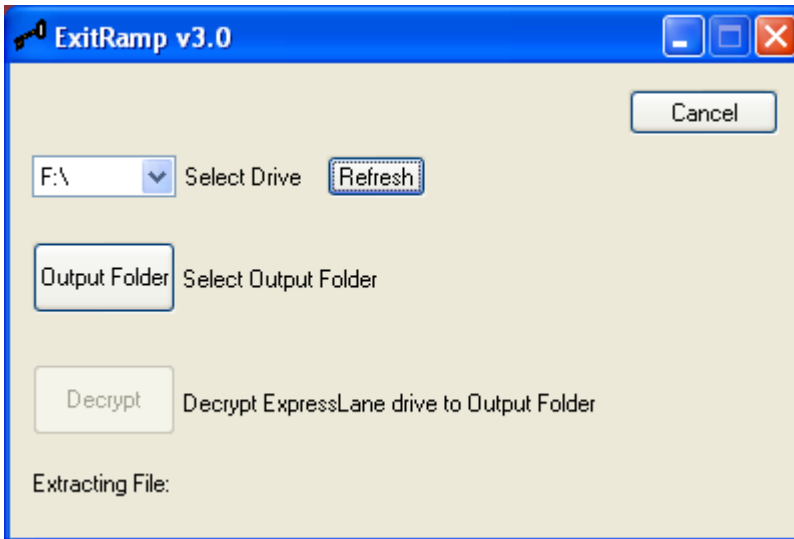 ExitRamp v3.0
Cancel
F:\ Select Drive Refresh
Output Folder Select Output Folder
Decrypt Decrypt ExpressLane drive to Output Folder
Extracting File: